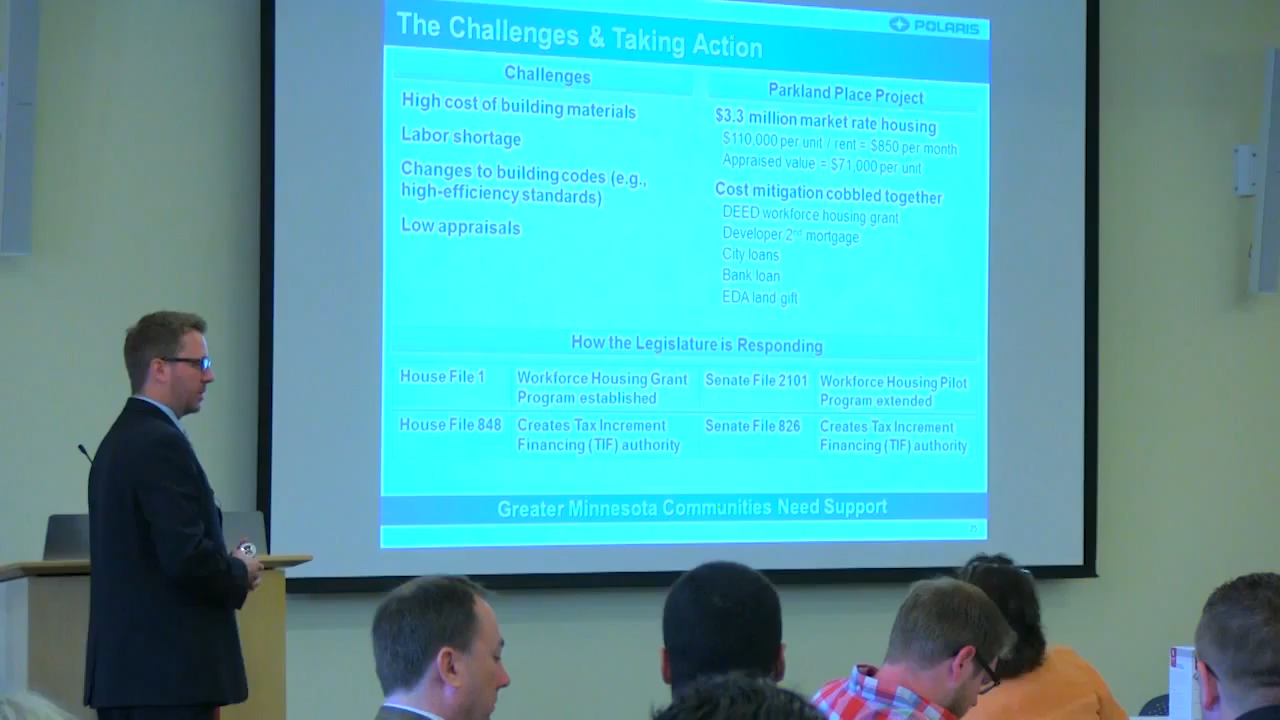 The Challenges & Taking Action
POLARIS
Challenges
High cost of building materials
Labor shortage
Changes to building codes (e.g.,
high-efficiency standards)
Low appraisals
Parkland Place Project
$3.3 million market rate housing
$110,000 per unit / rent = $850 per month
Appraised value = $71,000 per unit
Cost mitigation cobbled together
DEED workforce housing grant
Developer 2nd mortgage
City loans
Bank loan
EDA land gift
How the Legislature is Responding
House File 1
Workforce Housing Grant
Program established
Senate File 2101
Workforce Housing Pilot
Program extended
House File 848
Creates Tax Increment
Financing (TIF) authority
Senate File 826
Creates Tax Increment
Financing (TIF) authority
Greater Minnesota Communities Need Support